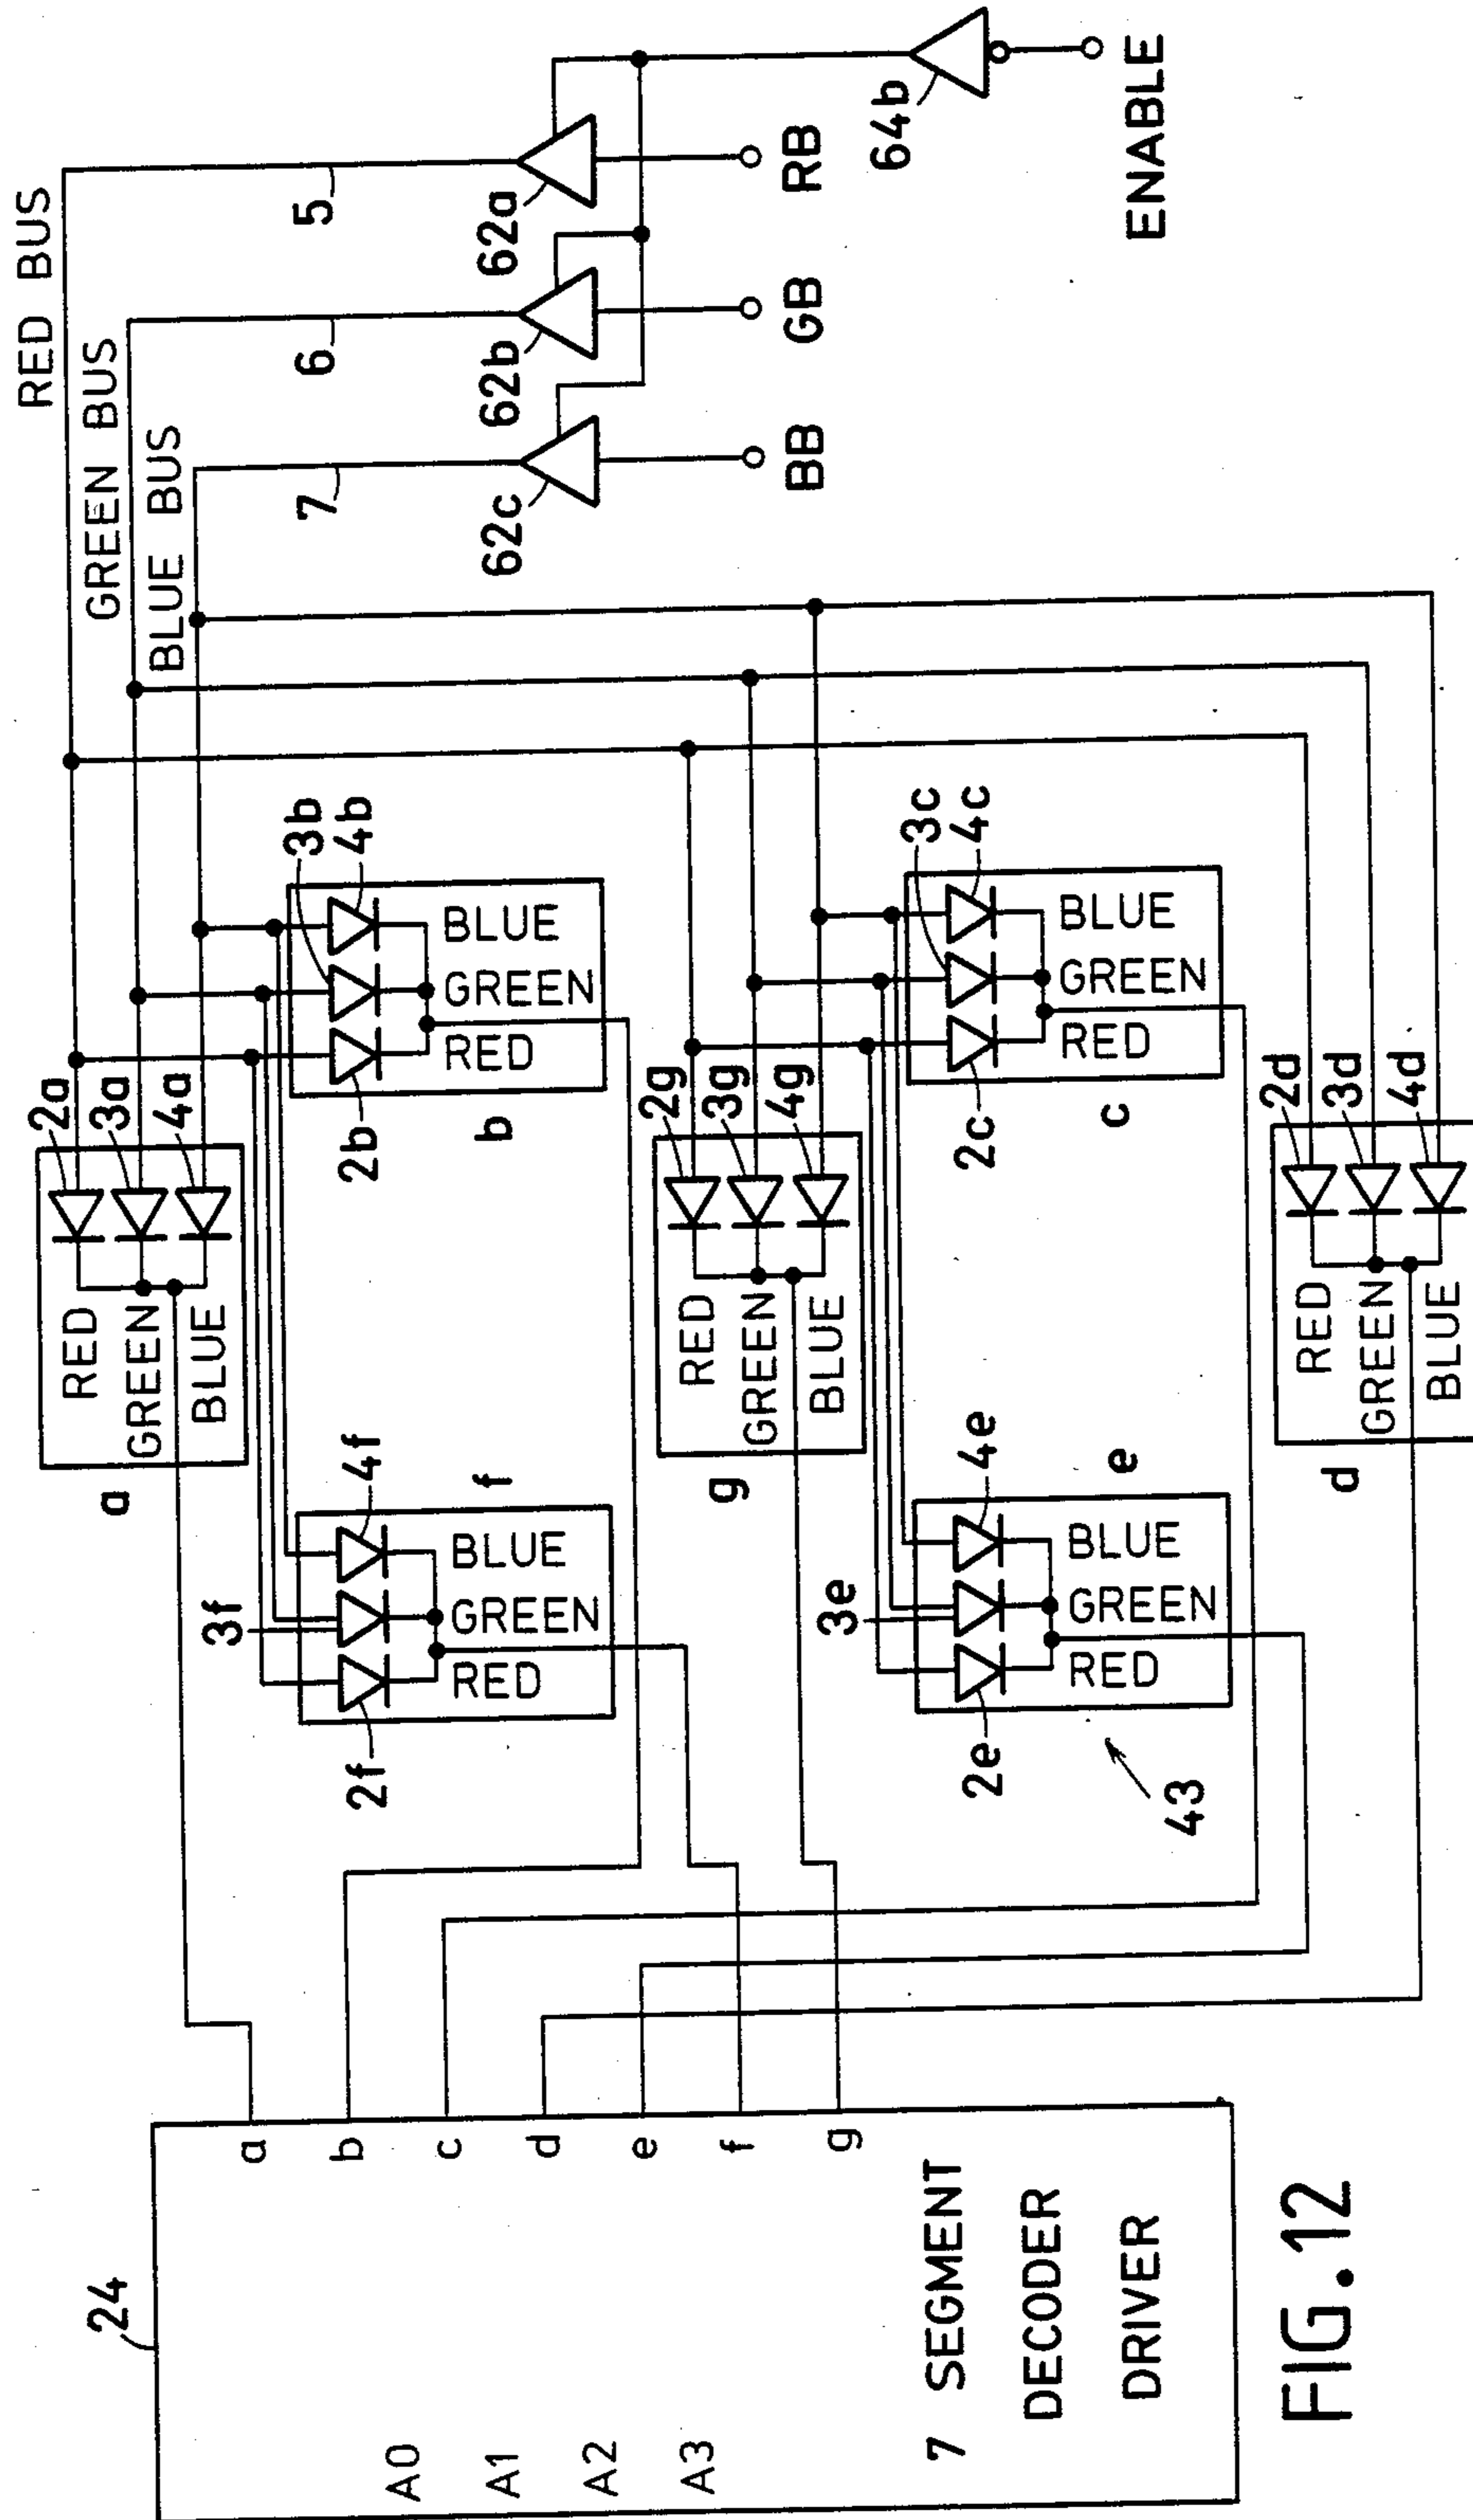 RED BUS
GREEN BUS
BLUE BUS
5
6
7
62a
62b
62c
RB
GB
BB
64b
ENABLE
2a
3a
4a
RED
GREEN
BLUE
a
3b
4b
2b
BLUE
GREEN
RED
b
4f
3f
2f
BLUE
GREEN
RED
f
2g
3g
4g
RED
GREEN
BLUE
g
3c
4c
2c
BLUE
GREEN
RED
c
4e
3e
2e
BLUE
GREEN
RED
e
43
2d
3d
4d
RED
GREEN
BLUE
d
24
a
b
c
d
e
f
g
A0
A1
A2
A3
7 SEGMENT
DECODER
DRIVER
FIG.12